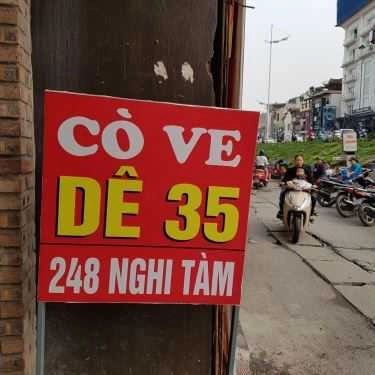 CÒ VE
DÊ 35
248 NGHI TÀM